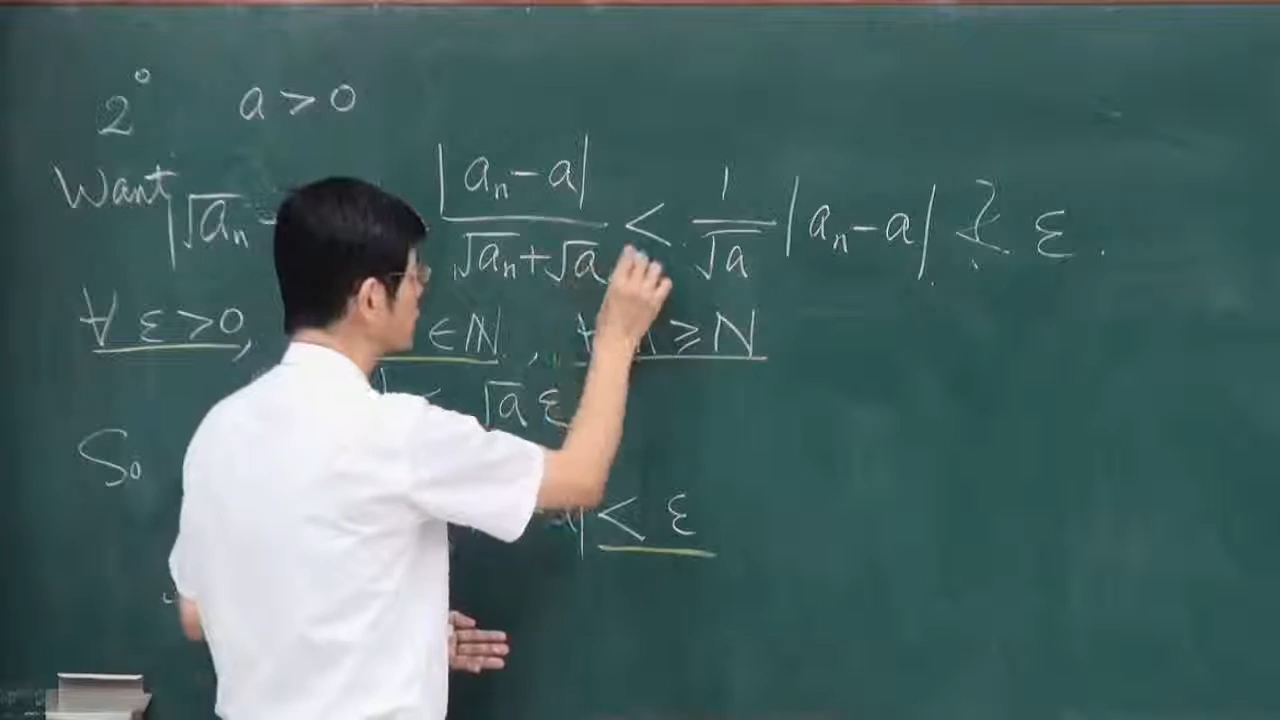 2° a > 0
Want |√aₙ - |aₙ - a| / (√aₙ + √a) < 1/√a |aₙ - a| <? ε.
∀ ε > 0, ∈ ℕ, ∀ n ≥ N
< √a ε
So a| < ε